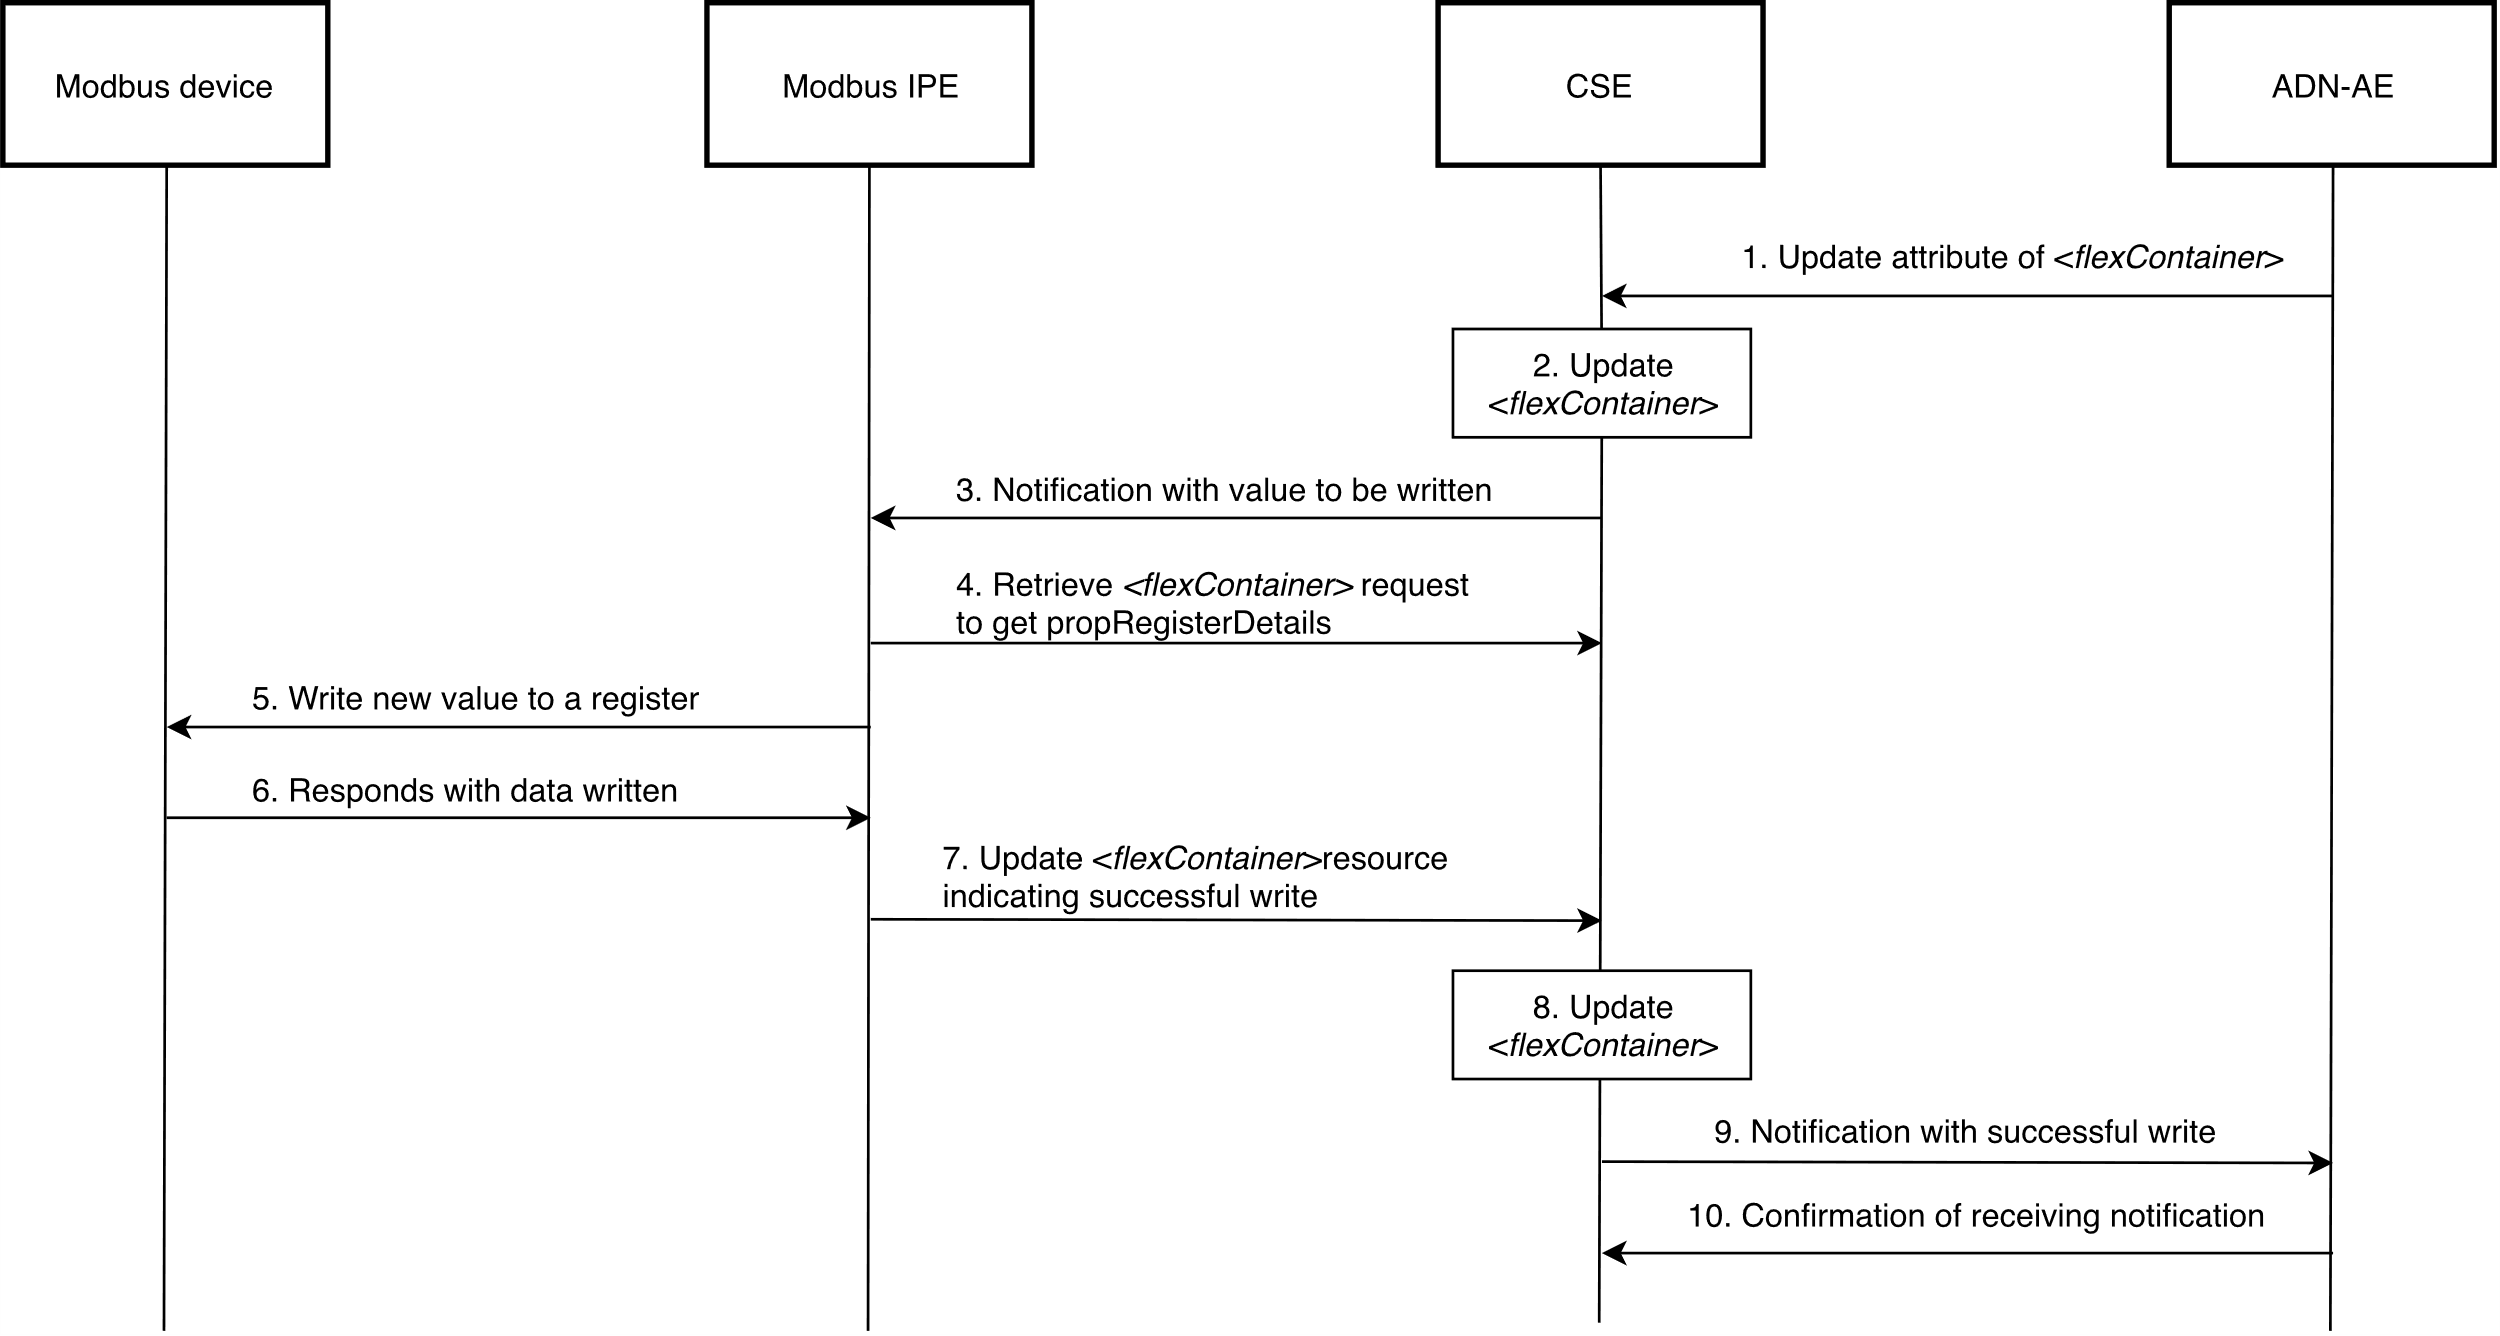 Modbus device
Modbus IPE
CSE
ADN-AE
1. Update attribute of <flexContainer>
2. Update
<flexContainer>
3. Notification with value to be written
4. Retrieve <flexContainer> request
to get propRegisterDetails
5. Write new value to a register
6. Responds with data written
7. Update <flexContainer>resource
indicating successful write
8. Update
<flexContainer>
9. Notification with successful write
10. Confirmation of receiving notification